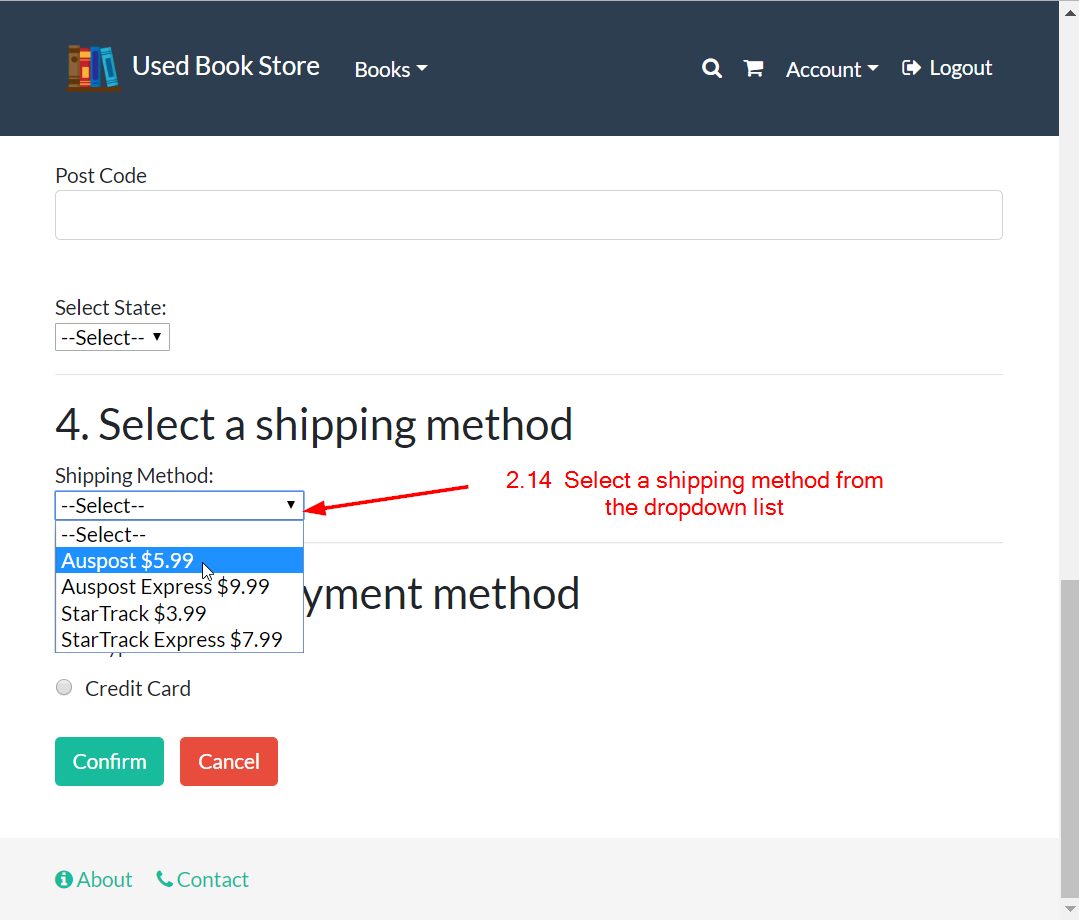 Used Book Store
Books
Account
Logout
Post Code
Select State:
--Select--
4. Select a shipping method
Shipping Method:
--Select--
2.14 Select a shipping method from
the dropdown list
--Select--
Auspost $5.99
Auspost Express $9.99
StarTrack $3.99
StarTrack Express $7.99
yment method
Credit Card
Confirm
Cancel
About
Contact